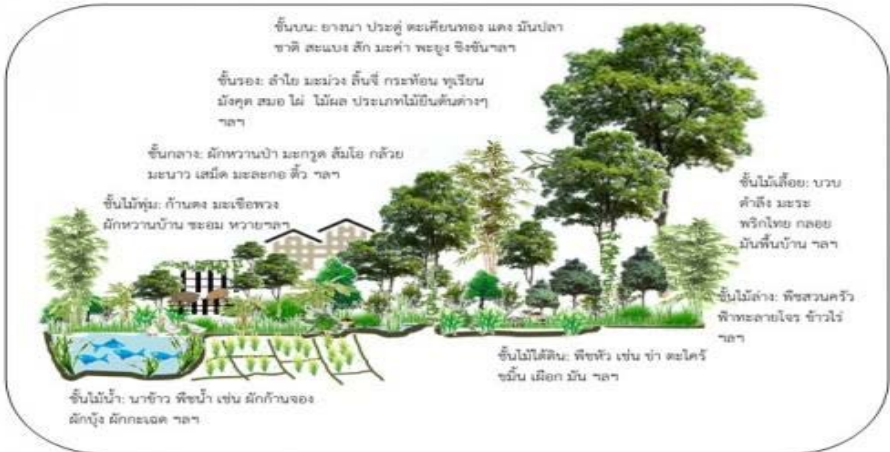 ชั้นบน: ยางนา ประดู่ ตะเคียนทอง แดง มันปลา
ชาติ สะแบง สัก มะค่า พะยูง ชิงชันฯลฯ
ชั้นรอง: ลำใย มะม่วง ลิ้นจี่ กระท้อน ทุเรียน
มังคุด สมอ ไผ่ ไม้ผล ประเภทไม้ยืนต้นต่างๆ
ฯลฯ
ชั้นกลาง: ผักหวานป่า มะกรูด ส้มโอ กล้วย
มะนาว เสม็ด มะละกอ ติ้ว ฯลฯ
ชั้นไม้พุ่ม: ก้านตง มะเขือพวง
ผักหวานบ้าน ชะอม หวายฯลฯ
ชั้นไม้เลื้อย: บวบ
ตำลึง มะระ
พริกไทย กลอย
มันพื้นบ้าน ฯลฯ
ชั้นไม้ล่าง: พืชสวนครัว
ฟ้าทะลายโจร ข้าวไร่
ฯลฯ
ชั้นไม้ใต้ดิน: พืชหัว เช่น ข่า ตะไคร้
ขมิ้น เผือก มัน ฯลฯ
ชั้นไม้น้ำ: นาข้าว พืชน้ำ เช่น ผักก้านจอง
ผักบุ้ง ผักกะเฉด ฯลฯ